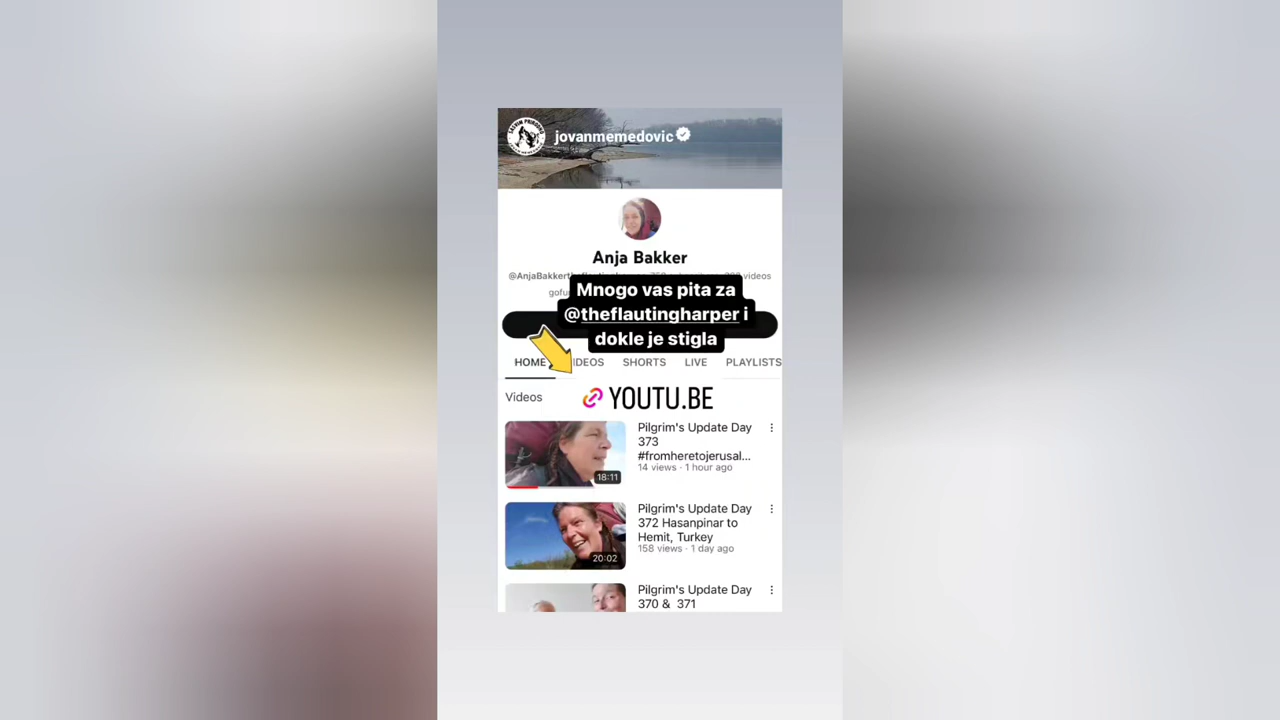 jovanmemedovic
Anja Bakker
Mnogo vas pita za
@theflautingharper i
dokle je stigla
HOME
SHORTS
LIVE
PLAYLISTS
Videos
YOUTU.BE
Pilgrim's Update Day
373
#fromheretojerusal...
14 views · 1 hour ago
18:11
Pilgrim's Update Day
372 Hasanpinar to
Hemit, Turkey
158 views · 1 day ago
20:02
Pilgrim's Update Day
370 & 371